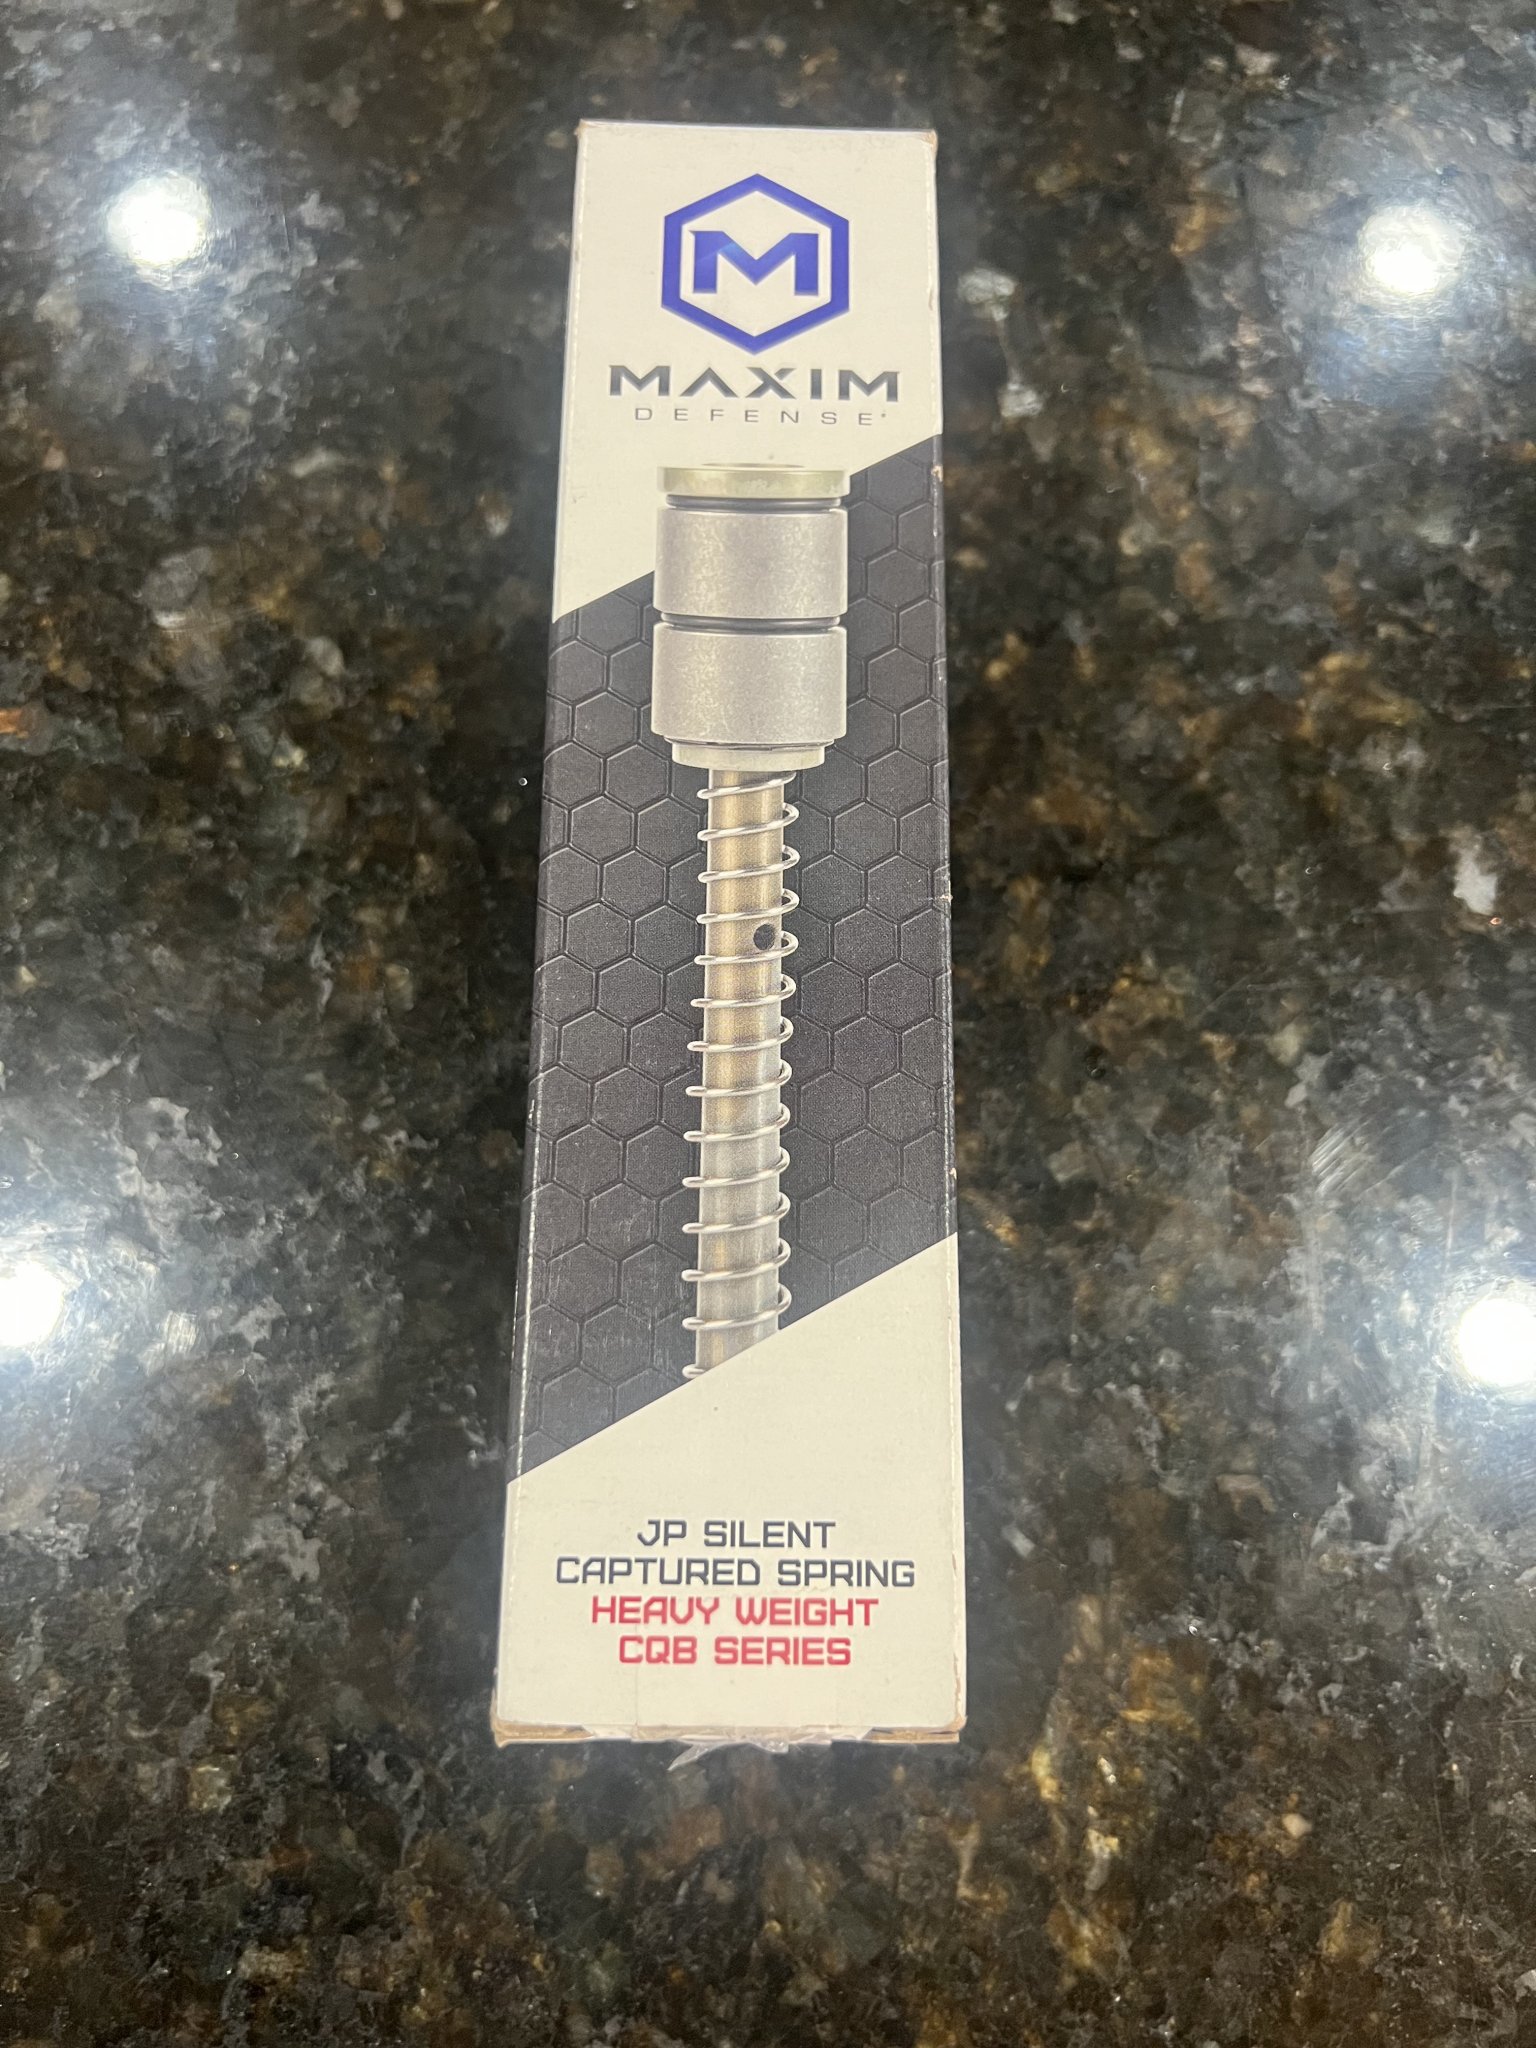 M
MAXIM
DEFENSE
JP SILENT
CAPTURED SPRING
HEAVY WEIGHT
CQB SERIES